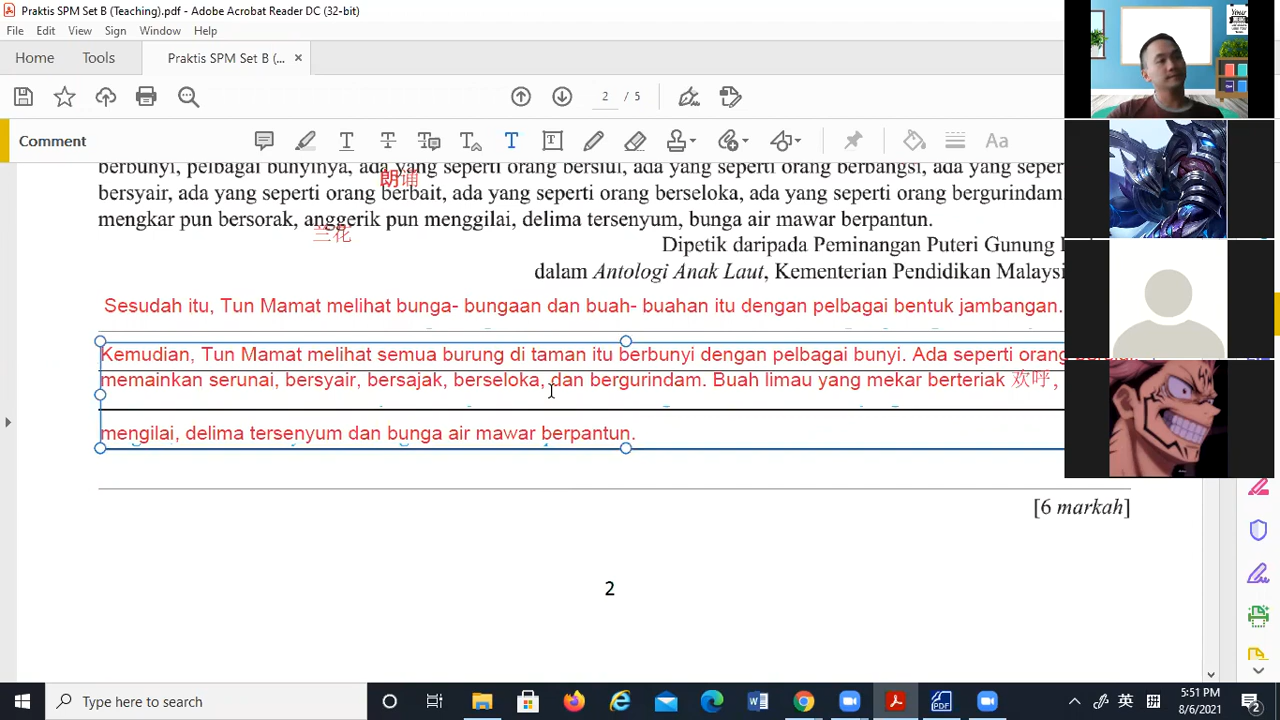 Praktis SPM Set B (Teaching).pdf - Adobe Acrobat Reader DC (32-bit)
File Edit View Sign Window Help
Home Tools Praktis SPM Set B (... ×
2 / 5
Comment
berbunyi, pelbagai bunyinya, ada yang seperti orang bersiul, ada yang seperti orang berbangsi, ada yang seper
朗诵
bersyair, ada yang seperti orang berbait, ada yang seperti orang berseloka, ada yang seperti orang bergurindam.
mengkar pun bersorak, anggerik pun menggilai, delima tersenyum, bunga air mawar berpantun.
兰花
Dipetik daripada Peminangan Puteri Gunung
dalam Antologi Anak Laut, Kementerian Pendidikan Malaysi
Sesudah itu, Tun Mamat melihat bunga- bungaan dan buah- buahan itu dengan pelbagai bentuk jambangan.
Kemudian, Tun Mamat melihat semua burung di taman itu berbunyi dengan pelbagai bunyi. Ada seperti orang
memainkan serunai, bersyair, bersajak, berseloka, dan bergurindam. Buah limau yang mekar berteriak 欢呼,
mengilai, delima tersenyum dan bunga air mawar berpantun.
[6 markah]
2
Type here to search
英
拼
5:51 PM
8/6/2021
2